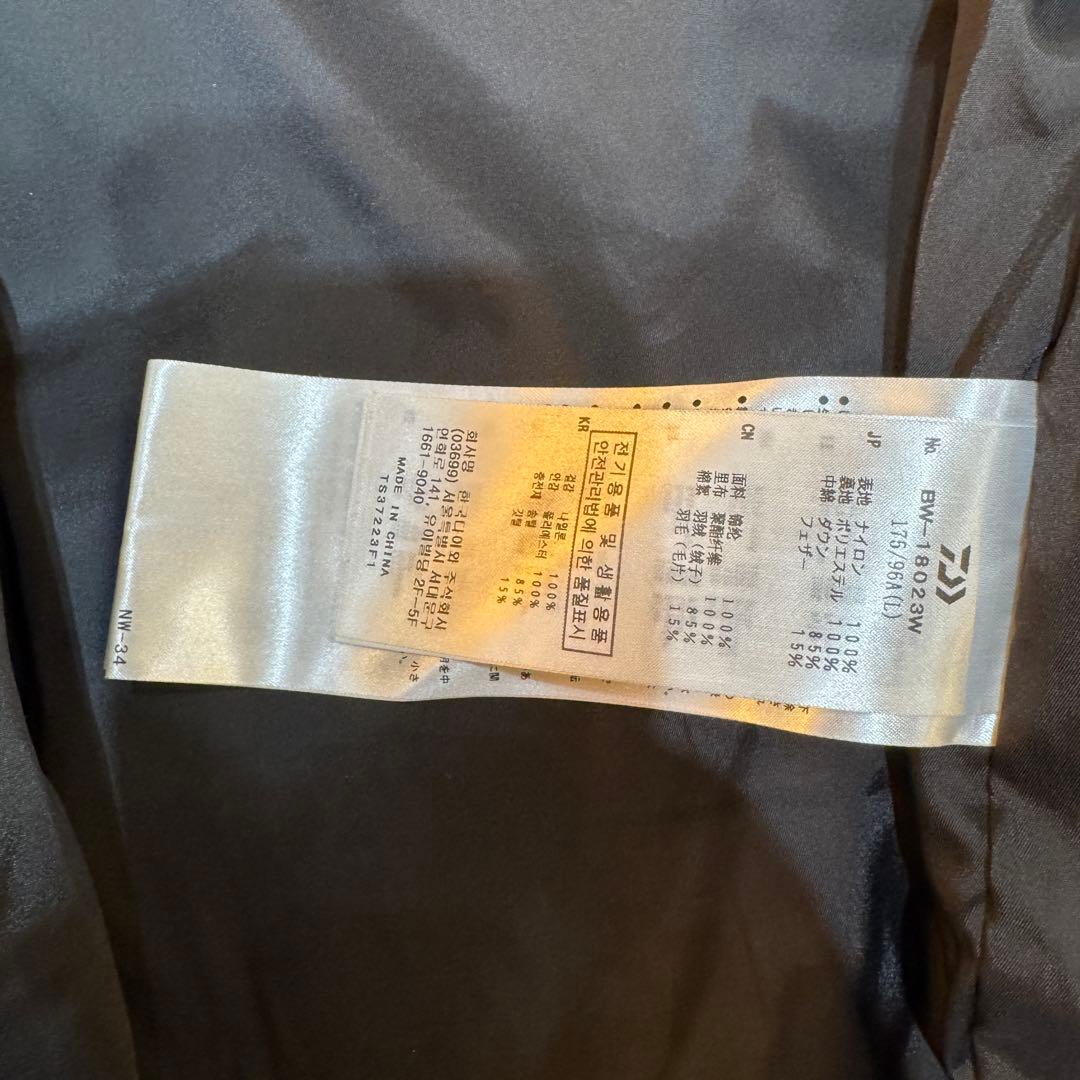 No. BW-18023W
176/96A(L)
JP
表地 ナイロン 100%
裏地 ポリエステル 100%
中綿 ダウン 85%
フェザー 15%
CN
面料 锦纶 100%
里布 聚酯纤维 100%
棉絮 羽绒(绒子) 85%
羽毛(毛片) 15%
전기용품 및 생활용품
안전관리법에 의한 품질표시
KR
겉감 나일론 100%
안감 폴리에스터 100%
충전재 솜털 85%
깃털 15%
회사명 한국다이와 주식회사
(03699) 서울특별시 서대문구
연희로 141, 유이빌딩 2F–5F
1661-9040
MADE IN CHINA
TS37223F1
NW-34